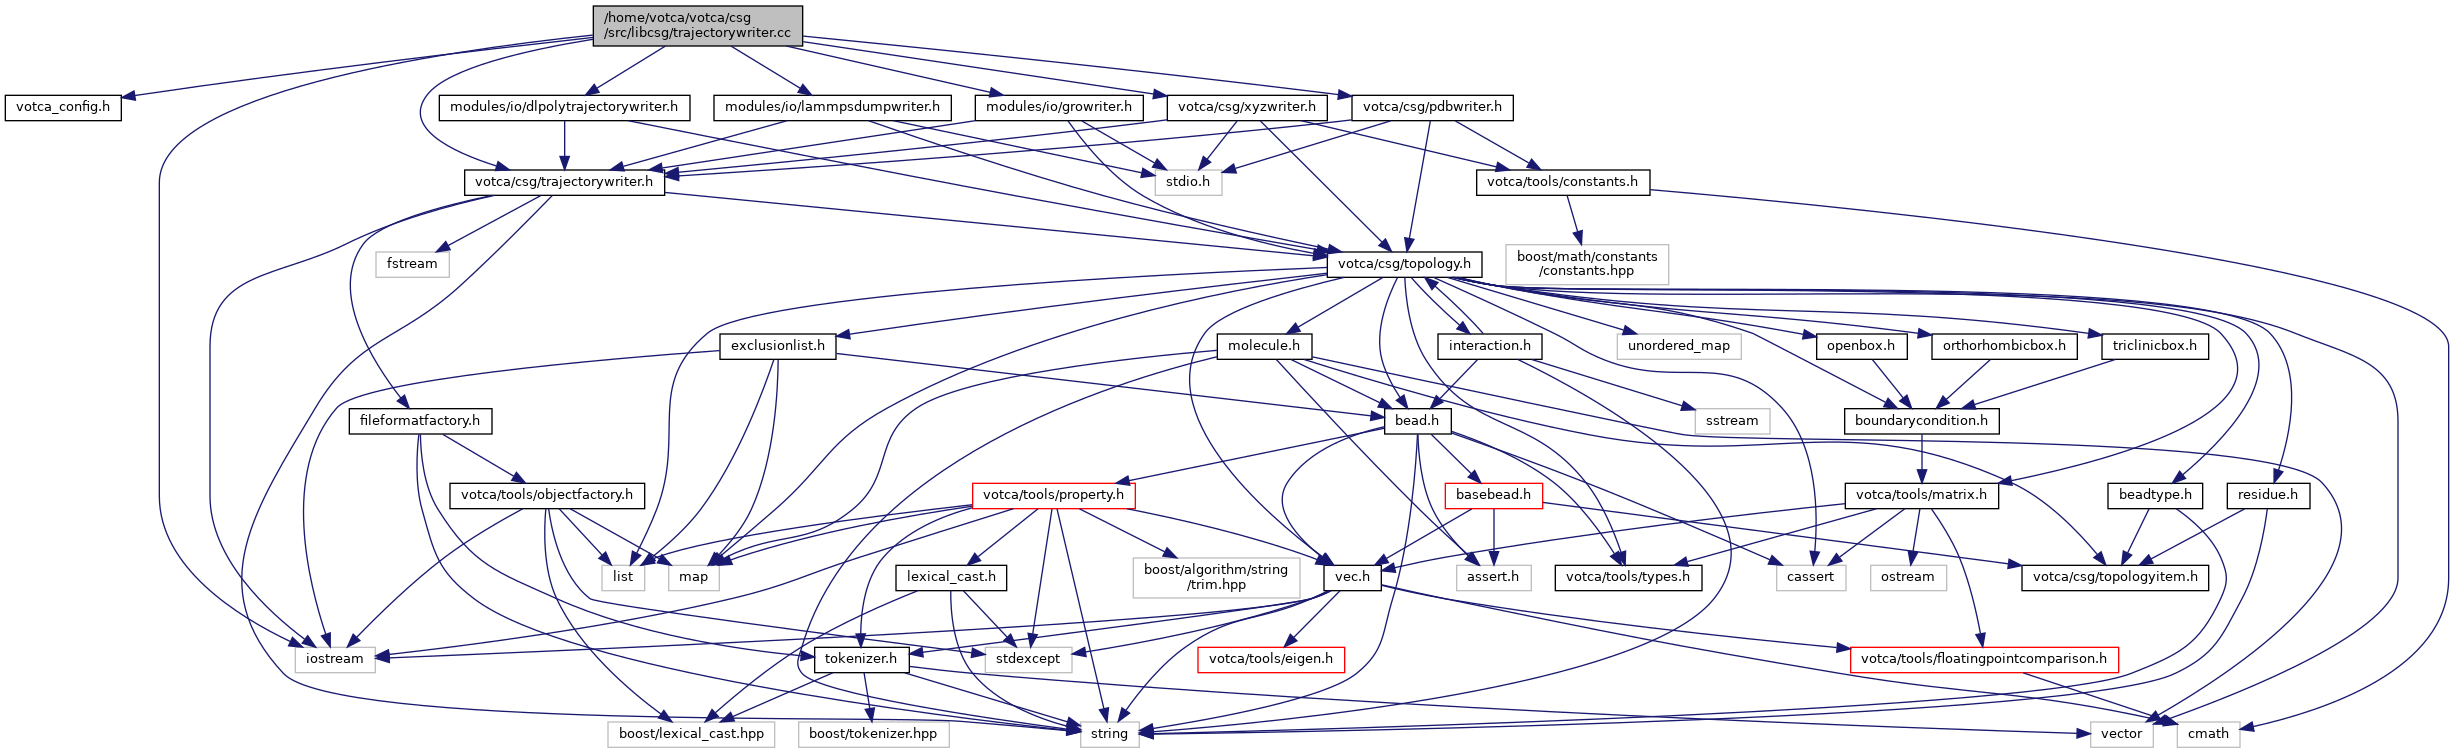 /home/votca/votca/csg
/src/libcsg/trajectorywriter.cc
votca_config.h
modules/io/dlpolytrajectorywriter.h
modules/io/lammpsdumpwriter.h
modules/io/growriter.h
votca/csg/xyzwriter.h
votca/csg/pdbwriter.h
votca/csg/trajectorywriter.h
stdio.h
votca/tools/constants.h
fstream
votca/csg/topology.h
boost/math/constants
/constants.hpp
exclusionlist.h
molecule.h
interaction.h
unordered_map
openbox.h
orthorhombicbox.h
triclinicbox.h
fileformatfactory.h
bead.h
sstream
boundarycondition.h
votca/tools/objectfactory.h
votca/tools/property.h
basebead.h
votca/tools/matrix.h
beadtype.h
residue.h
list
map
lexical_cast.h
boost/algorithm/string
/trim.hpp
vec.h
assert.h
votca/tools/types.h
cassert
ostream
votca/csg/topologyitem.h
iostream
tokenizer.h
stdexcept
votca/tools/eigen.h
votca/tools/floatingpointcomparison.h
boost/lexical_cast.hpp
boost/tokenizer.hpp
string
vector
cmath